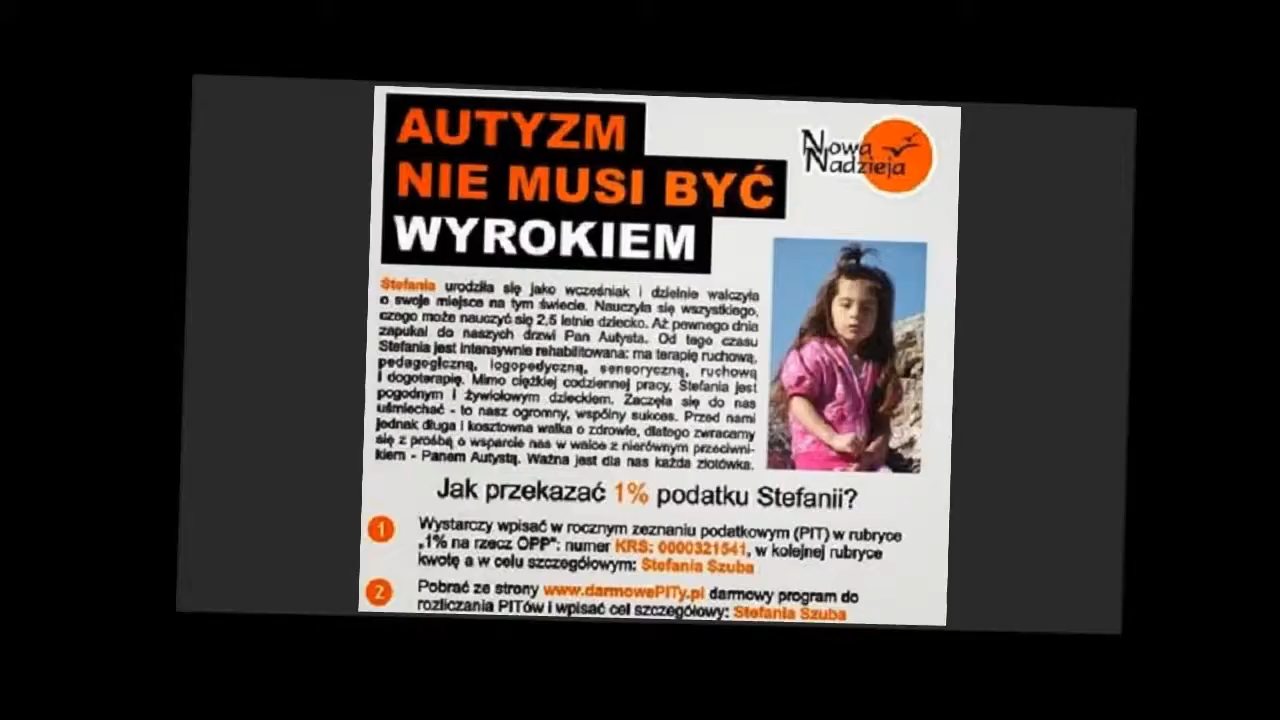 AUTYZM
NIE MUSI BYĆ
WYROKIEM
Nowa
Nadzieja
Stefania urodziła się jako wcześniak i dzielnie walczyła
o swoje miejsce na tym świecie. Nauczyła się wszystkiego,
czego może nauczyć się 2,5 letnie dziecko. Aż pewnego dnia
zapukał do naszych drzwi Pan Autysta. Od tego czasu
Stefania jest intensywnie rehabilitowana: ma terapię ruchową,
pedagogiczną, logopedyczną, sensoryczną, ruchową
i dogoterapię. Mimo ciężkiej codziennej pracy, Stefania jest
pogodnym i żywiołowym dzieckiem. Zaczęła się do nas
uśmiechać - to nasz ogromny, wspólny sukces. Przed nami
jednak długa i kosztowna walka o zdrowie, dlatego zwracamy
się z prośbą o wsparcie nas w walce z nierównym przeciwni-
kiem - Panem Autystą. Ważna jest dla nas każda złotówka.
Jak przekazać 1% podatku Stefanii?
1 Wystarczy wpisać w rocznym zeznaniu podatkowym (PIT) w rubryce
„1% na rzecz OPP": numer KRS: 0000321541, w kolejnej rubryce
kwotę a w celu szczegółowym: Stefania Szuba
2 Pobrać ze strony www.darmowePITy.pl darmowy program do
rozliczania PITów i wpisać cel szczegółowy: Stefania Szuba